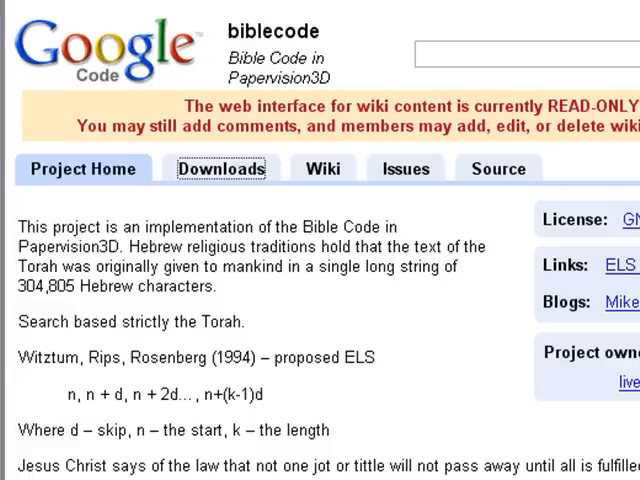 Google™
Code
biblecode
Bible Code in
Papervision3D
The web interface for wiki content is currently READ-ONLY
You may still add comments, and members may add, edit, or delete wiki
Project Home Downloads Wiki Issues Source
This project is an implementation of the Bible Code in
Papervision3D. Hebrew religious traditions hold that the text of the
Torah was originally given to mankind in a single long string of
304,805 Hebrew characters.
Search based strictly the Torah.
Witztum, Rips, Rosenberg (1994) – proposed ELS
n, n + d, n + 2d…, n+(k-1)d
Where d – skip, n – the start, k – the length
Jesus Christ says of the law that not one jot or tittle will not pass away until all is fulfille
License: GN
Links: ELS
Blogs: Mike
Project owne
live